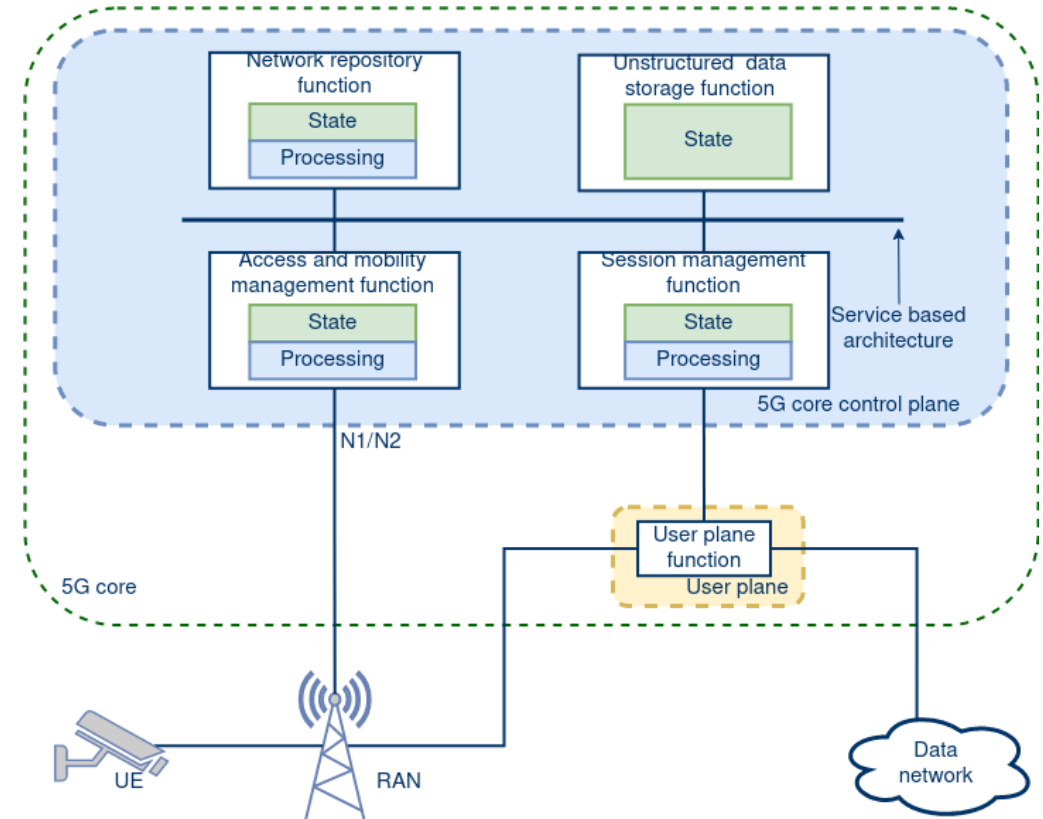 Network repository
function
State
Processing
Unstructured data
storage function
State
Access and mobility
management function
State
Processing
Session management
function
State
Processing
Service based
architecture
5G core control plane
N1/N2
User plane
function
User plane
5G core
UE
RAN
Data
network